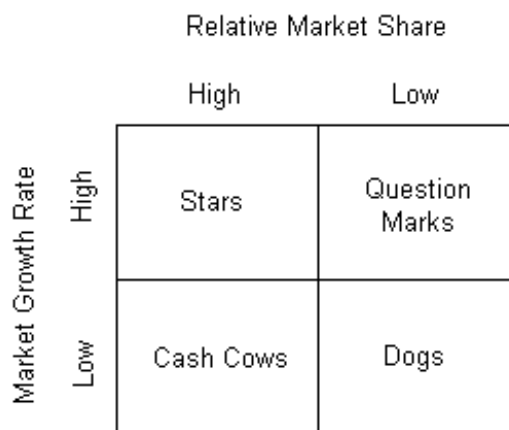 Relative Market Share
High Low
Market Growth Rate
High
Stars
Question
Marks
Low
Cash Cows
Dogs